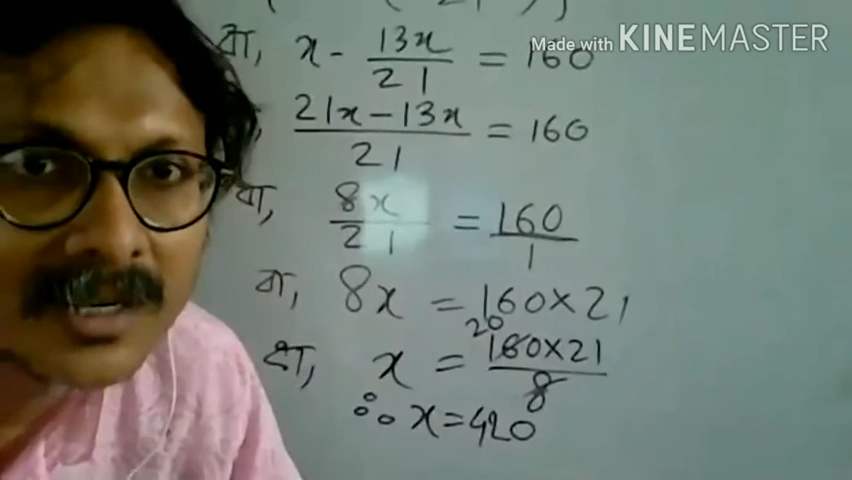 Made with KINEMASTER
বা, x - 13x/21 = 160
21x - 13x/21 = 160
বা, 8x/21 = 160/1
বা, 8x = 160 × 21
বা, x = 160 × 21/8
20
∴ x = 420